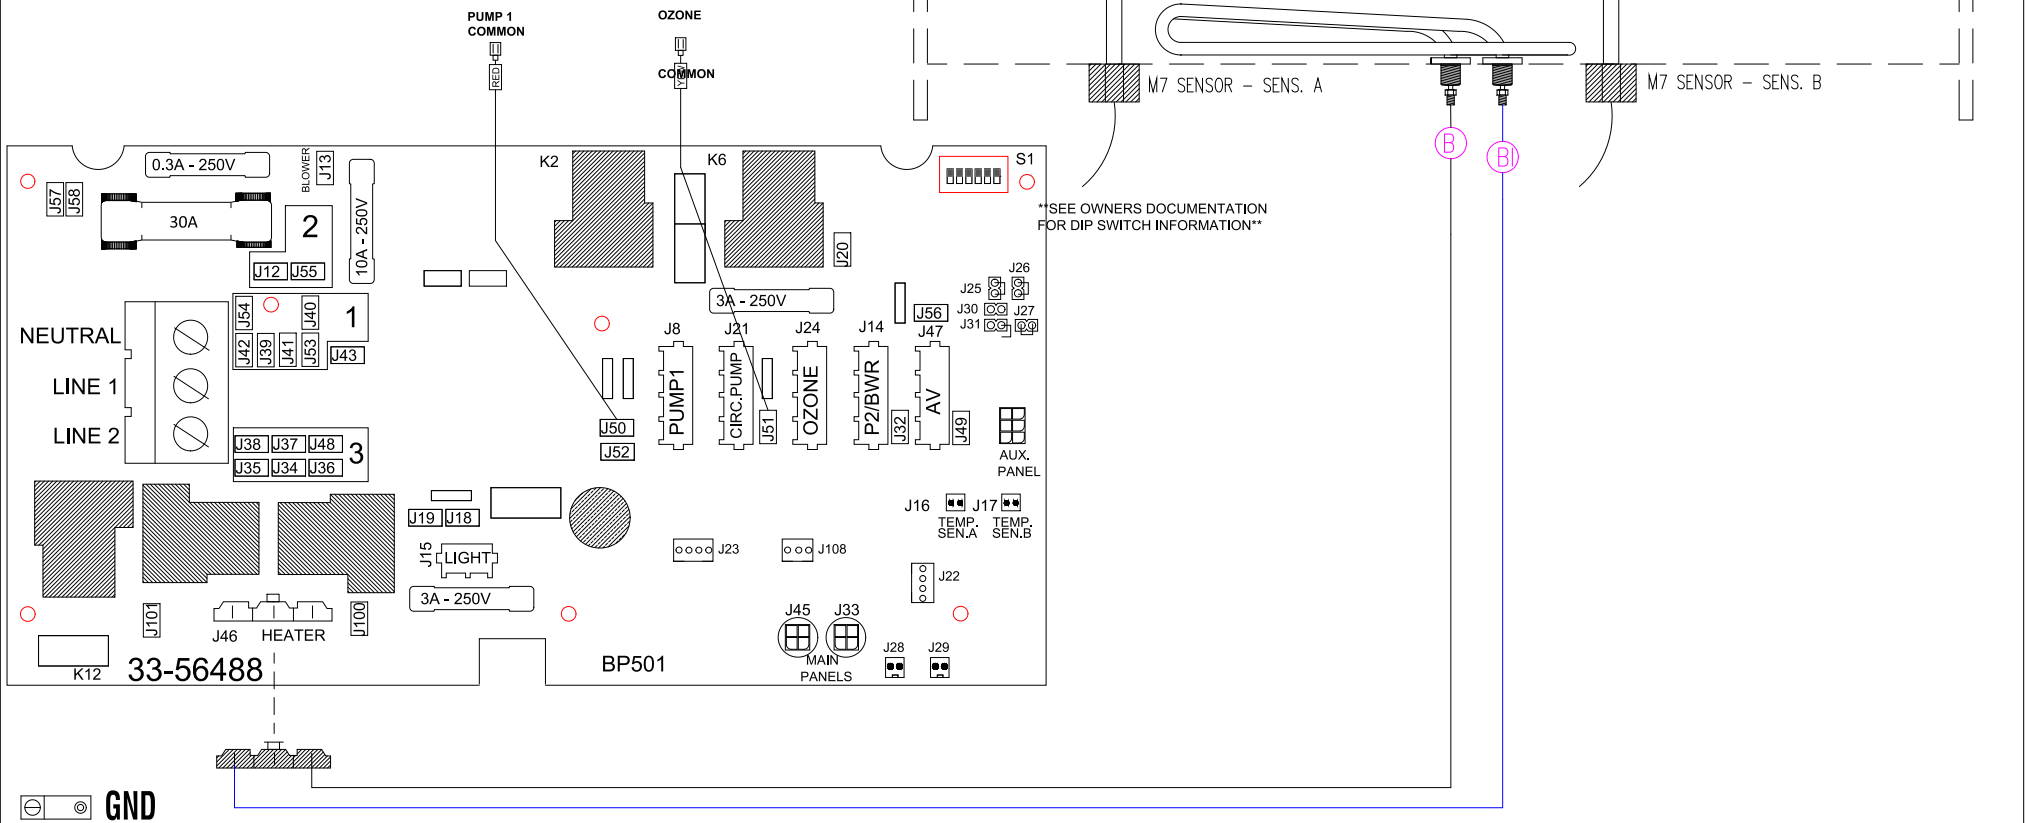 PUMP 1
COMMON
OZONE
COMMON
RED
M7 SENSOR - SENS. A
M7 SENSOR - SENS. B
B
Bl
0.3A - 250V
BLOWER
J13
K2
K6
S1
J57
J58
30A
2
10A - 250V
J12
J55
J20
**SEE OWNERS DOCUMENTATION
FOR DIP SWITCH INFORMATION**
J26
J25
J30
J27
J31
3A - 250V
J56
J54
J40
1
NEUTRAL
J42
J39
J41
J53
J43
J8
J21
J24
J14
J47
LINE 1
PUMP1
CIRC.PUMP
OZONE
P2/BWR
AV
LINE 2
J50
J51
J32
J49
J38
J37
J48
3
J52
J35
J34
J36
AUX.
PANEL
J19
J18
J16
J17
TEMP.
SEN.A
TEMP.
SEN.B
J15
LIGHT
J23
J108
J22
3A - 250V
J101
J100
J45
J33
J46
HEATER
K12
33-56488
BP501
MAIN
PANELS
J28
J29
GND